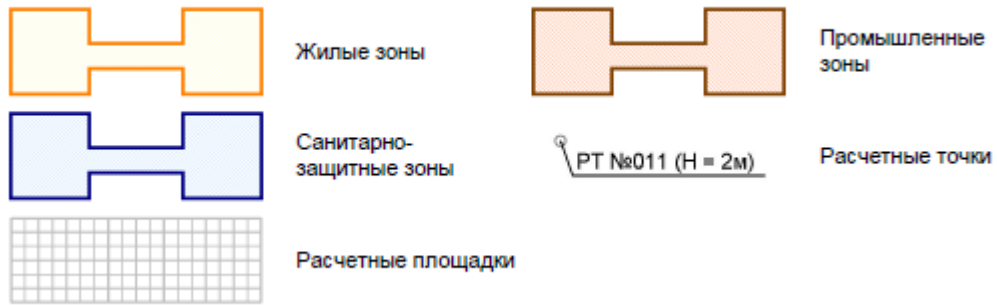 Жилые зоны
Промышленные
зоны
Санитарно-
защитные зоны
РТ №011 (Н = 2м)
Расчетные точки
Расчетные площадки